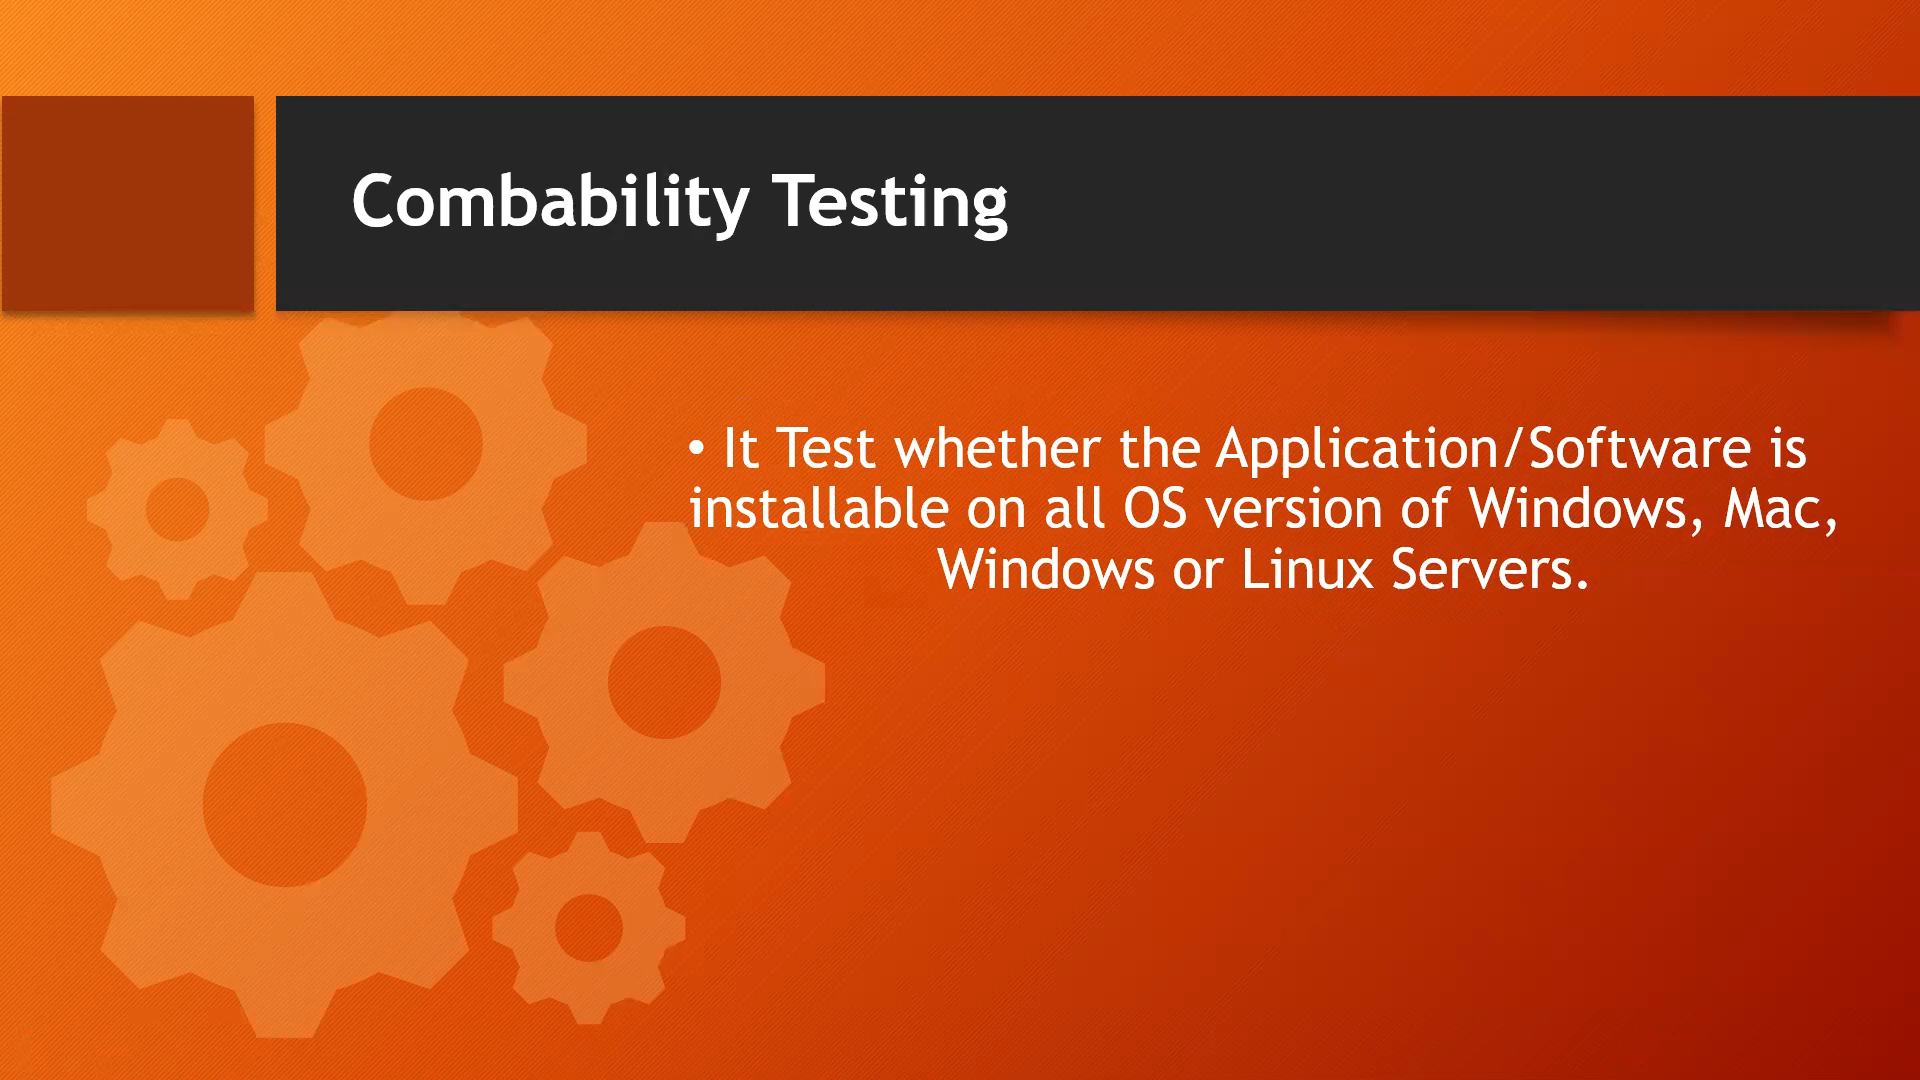 Combability Testing
• It Test whether the Application/Software is
installable on all OS version of Windows, Mac,
Windows or Linux Servers.